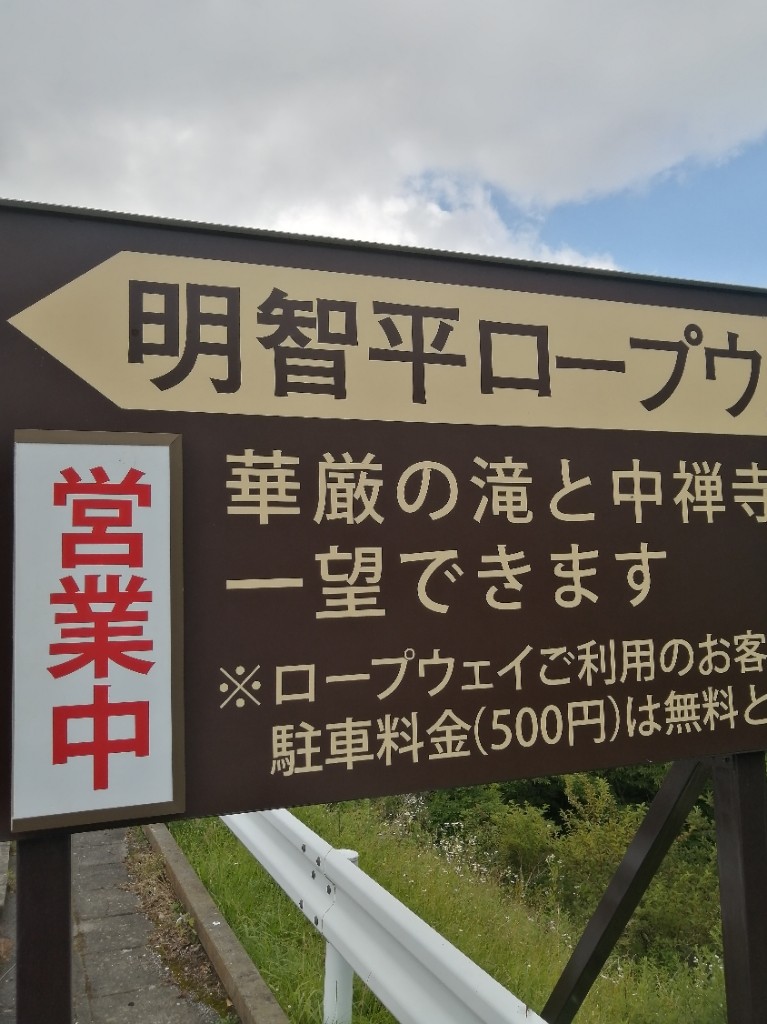 明智平ロープウ
営業中
華厳の滝と中禅寺
一望できます
※ロープウェイご利用のお客
駐車料金(500円)は無料と